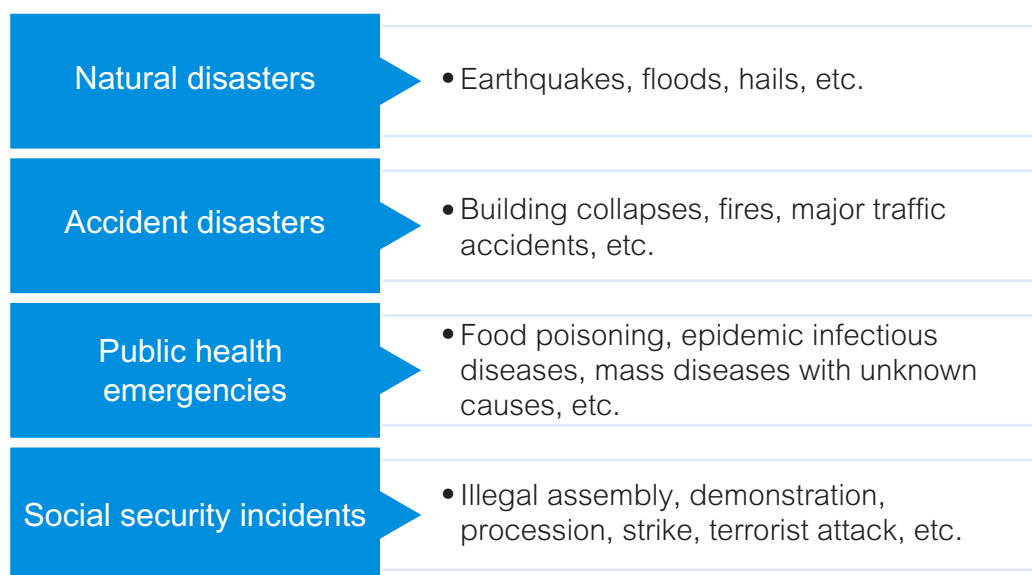 Natural disasters
• Earthquakes, floods, hails, etc.
Accident disasters
• Building collapses, fires, major traffic
accidents, etc.
Public health
emergencies
• Food poisoning, epidemic infectious
diseases, mass diseases with unknown
causes, etc.
Social security incidents
• Illegal assembly, demonstration,
procession, strike, terrorist attack, etc.